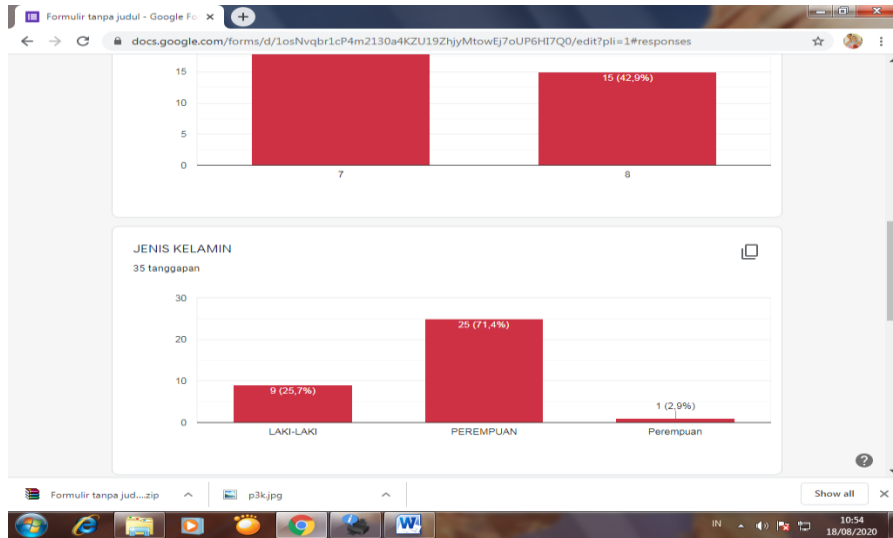 Formulir tanpa judul - Google Fo
docs.google.com/forms/d/1osNvqbr1cP4m2130a4KZU19ZhjyMtowEj7oUP6HI7Q0/edit?pli=1#responses
15
10
5
0
15 (42,9%)
7
8
JENIS KELAMIN
35 tanggapan
30
20
10
0
9 (25,7%)
25 (71,4%)
1 (2,9%)
LAKI-LAKI
PEREMPUAN
Perempuan
Formulir tanpa jud....zip
p3k.jpg
Show all
IN
10:54
18/08/2020